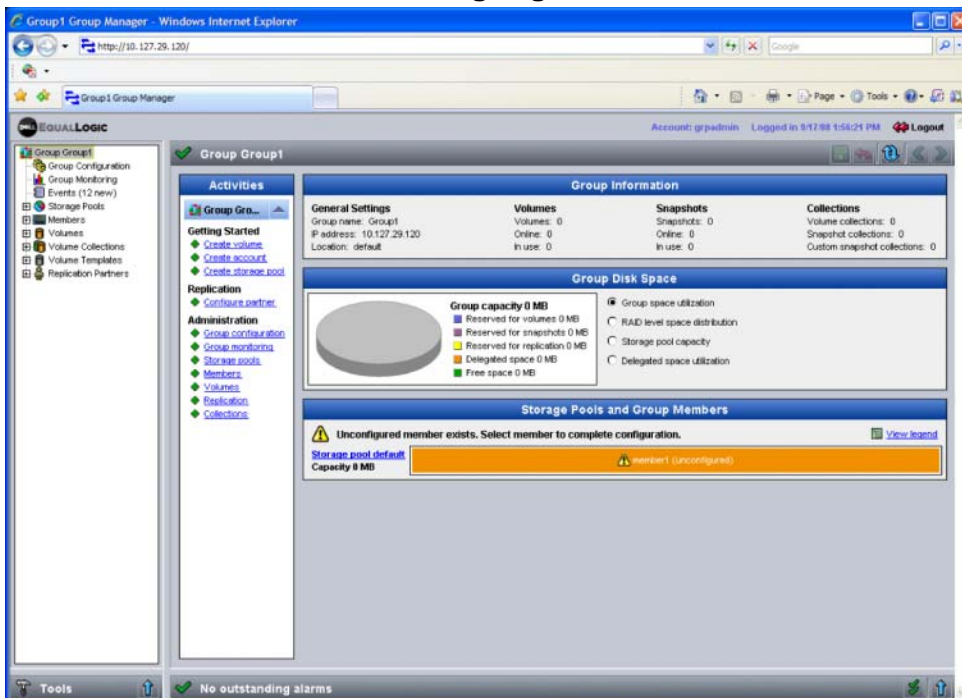 Group1 Group Manager - Windows Internet Explorer
http://10.127.29.120/
Google
Group1 Group Manager
Page
Tools
DELL EQUALLOGIC
Account: grpadmin Logged in 9/17/08 1:56:21 PM Logout
Group Group1
Group Configuration
Group Monitoring
Events (12 new)
Storage Pools
Members
Volumes
Volume Collections
Volume Templates
Replication Partners
Group Group1
Activities
Group Gro...
Getting Started
Create volume
Create account
Create storage pool
Replication
Configure partner
Administration
Group configuration
Group monitoring
Storage pools
Members
Volumes
Replication
Collections
Group Information
General Settings
Group name: Group1
IP address: 10.127.29.120
Location: default
Volumes
Volumes: 0
Online: 0
In use: 0
Snapshots
Snapshots: 0
Online: 0
In use: 0
Collections
Volume collections: 0
Snapshot collections: 0
Custom snapshot collections: 0
Group Disk Space
Group capacity 0 MB
Reserved for volumes 0 MB
Reserved for snapshots 0 MB
Reserved for replication 0 MB
Delegated space 0 MB
Free space 0 MB
Group space utilization
RAID level space distribution
Storage pool capacity
Delegated space utilization
Storage Pools and Group Members
Unconfigured member exists. Select member to complete configuration.
View legend
Storage pool default
Capacity 0 MB
member1 (unconfigured)
Tools
No outstanding alarms